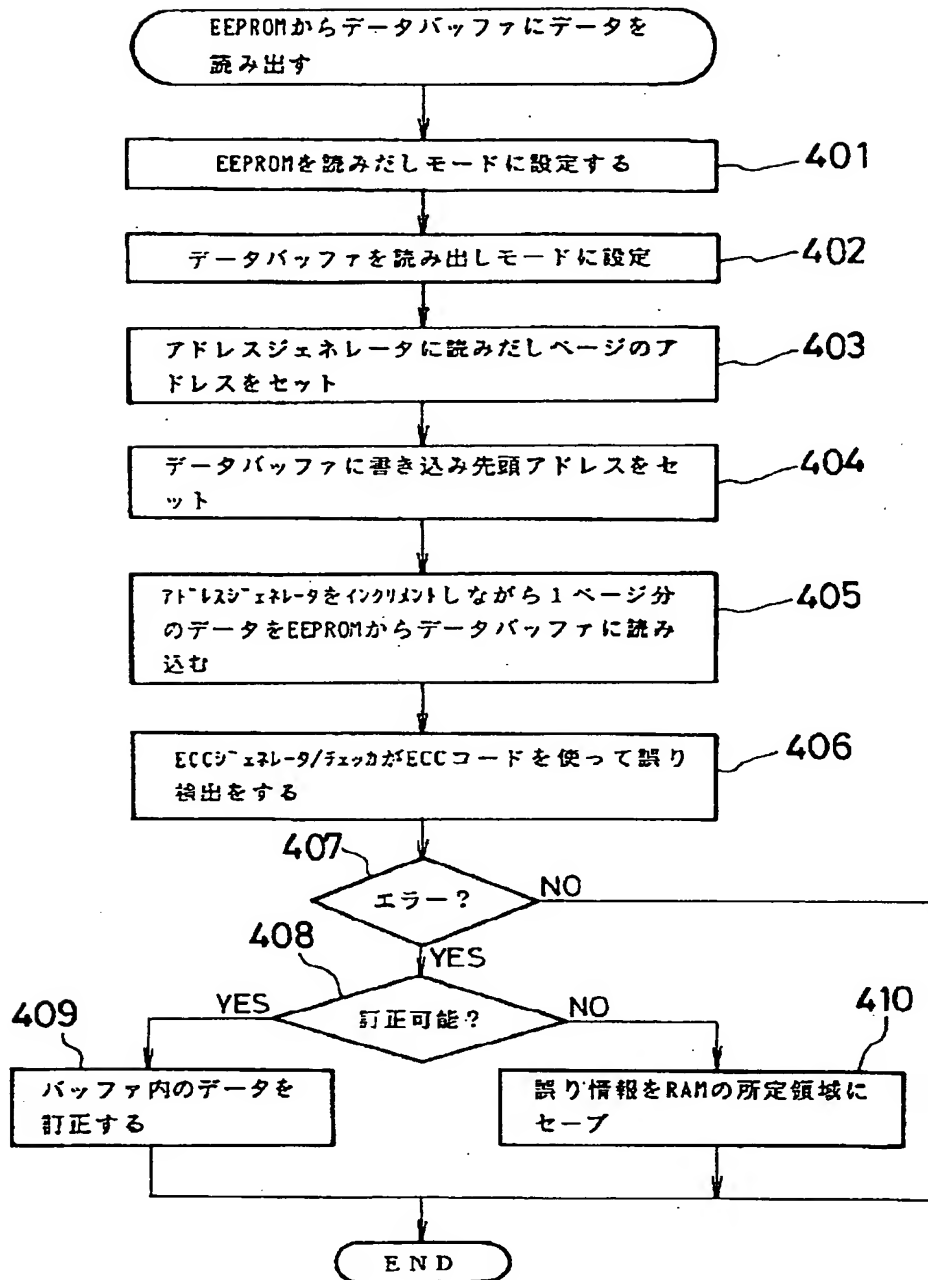 EEPROMからデータバッファにデータを
読み出す
EEPROMを読みだしモードに設定する
401
データバッファを読み出しモードに設定
402
アドレスジェネレータに読みだしページのア
ドレスをセット
403
データバッファに書き込み先頭アドレスをセ
ット
404
ｱﾄﾞﾚｽｼﾞｪﾈﾚｰﾀをｲﾝｸﾘﾒﾝﾄしながら1ページ分
のデータをEEPROMからデータバッファに読み
込む
405
ECCｼﾞｪﾈﾚｰﾀ/ﾁｪｯｶがECCコードを使って誤り
検出をする
406
407
エラー?
NO
YES
408
訂正可能?
YES
NO
409
バッファ内のデータを
訂正する
410
誤り情報をRAMの所定領域に
セーブ
END